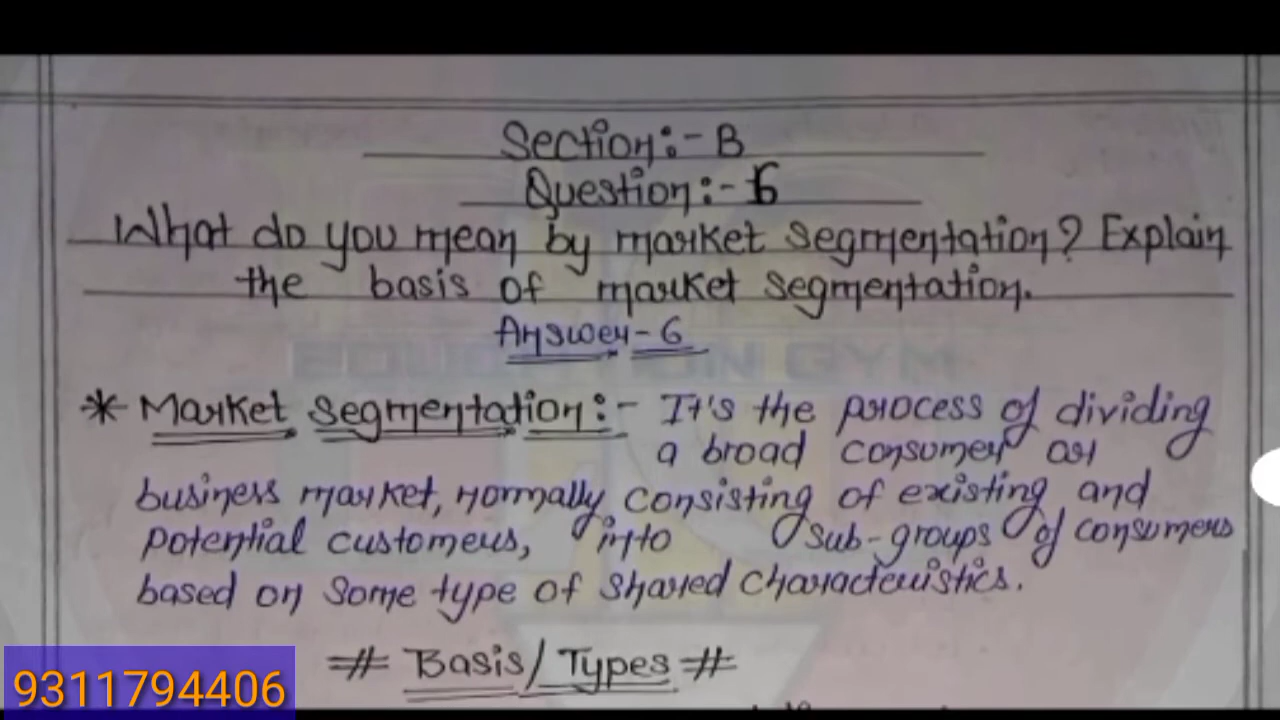 Section:- B
Question:- 6
What do you mean by market segmentation? Explain
the basis of market segmentation.
Answer- 6
* Market segmentation:- It's the process of dividing
a broad consumer or
business market, normally consisting of existing and
potential customers, into sub-groups of consumers
based on some type of shared characteristics.
# Basis/Types #
EDUCATION GYM
9311794406